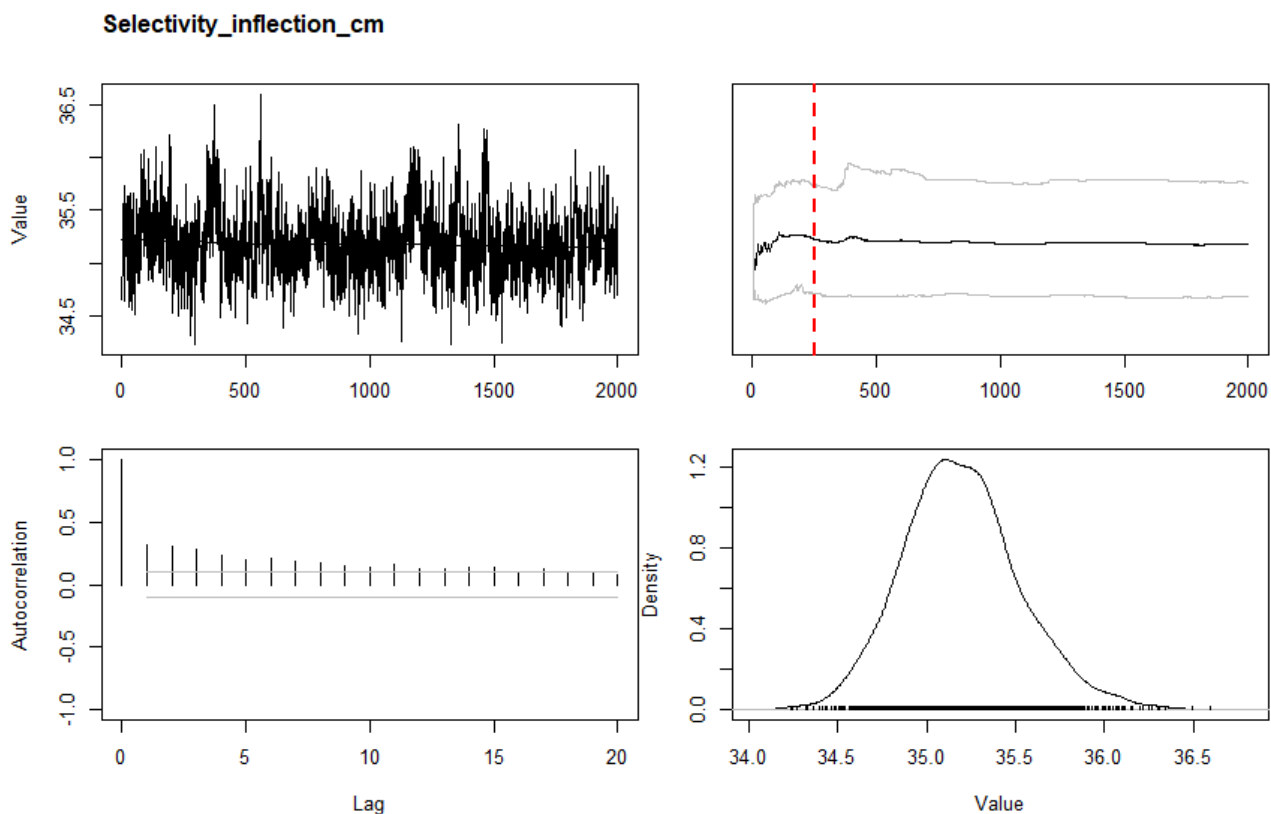 Selectivity_inflection_cm
Value
34.5 35.5 36.5
0 500 1000 1500 2000
0 500 1000 1500 2000
Autocorrelation
-1.0 -0.5 0.0 0.5 1.0
0 5 10 15 20
Lag
Density
0.0 0.4 0.8 1.2
34.0 34.5 35.0 35.5 36.0 36.5
Value